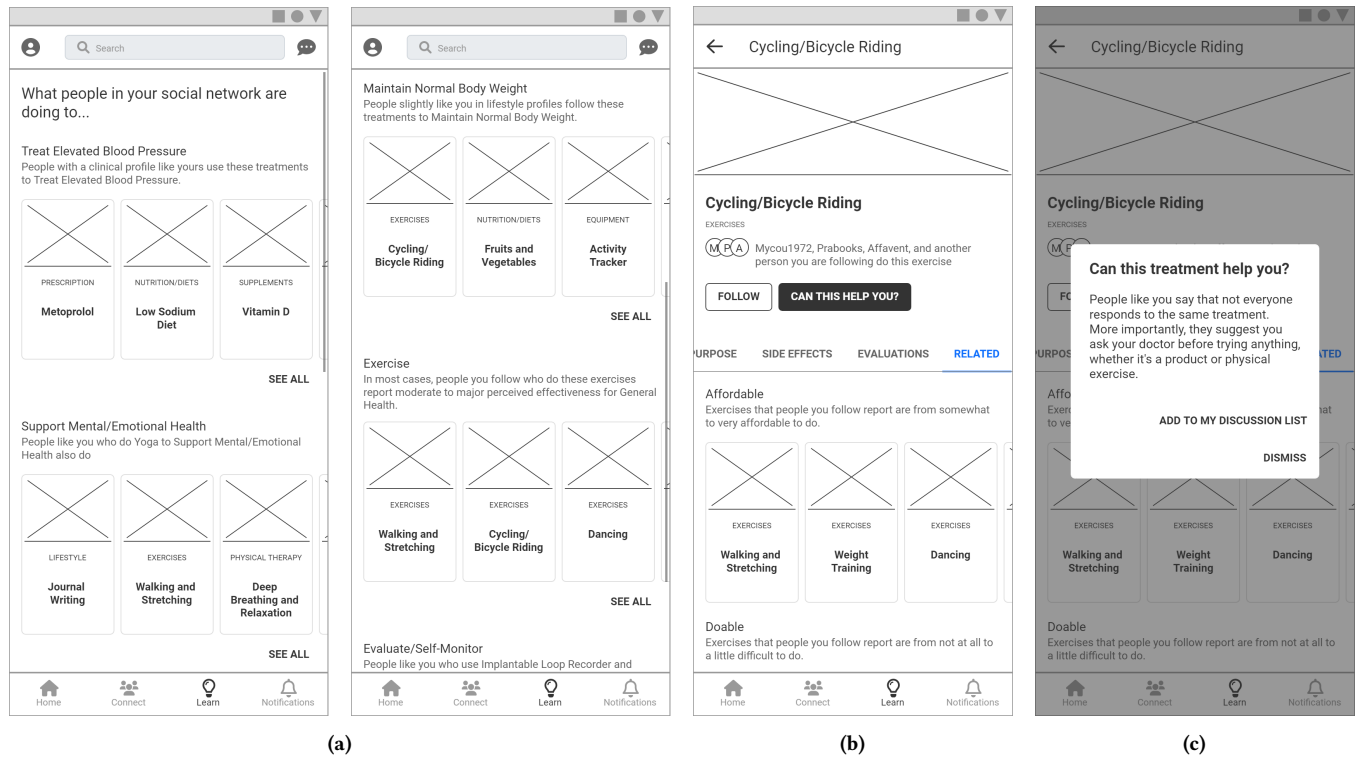 Search
What people in your social network are
doing to...
Treat Elevated Blood Pressure
People with a clinical profile like yours use these treatments
to Treat Elevated Blood Pressure.
PRESCRIPTION
Metoprolol
NUTRITION/DIETS
Low Sodium
Diet
SUPPLEMENTS
Vitamin D
SEE ALL
Support Mental/Emotional Health
People like you who do Yoga to Support Mental/Emotional
Health also do
LIFESTYLE
Journal
Writing
EXERCISES
Walking and
Stretching
PHYSICAL THERAPY
Deep
Breathing and
Relaxation
SEE ALL
Home
Connect
Learn
Notifications
Search
Maintain Normal Body Weight
People slightly like you in lifestyle profiles follow these
treatments to Maintain Normal Body Weight.
EXERCISES
Cycling/
Bicycle Riding
NUTRITION/DIETS
Fruits and
Vegetables
EQUIPMENT
Activity
Tracker
SEE ALL
Exercise
In most cases, people you follow who do these exercises
report moderate to major perceived effectiveness for General
Health.
EXERCISES
Walking and
Stretching
EXERCISES
Cycling/
Bicycle Riding
EXERCISES
Dancing
SEE ALL
Evaluate/Self-Monitor
People like you who use Implantable Loop Recorder and
Home
Connect
Learn
Notifications
(a)
Cycling/Bicycle Riding
Cycling/Bicycle Riding
EXERCISES
M P A
Mycou1972, Prabooks, Affavent, and another
person you are following do this exercise
FOLLOW
CAN THIS HELP YOU?
URPOSE
SIDE EFFECTS
EVALUATIONS
RELATED
Affordable
Exercises that people you follow report are from somewhat
to very affordable to do.
EXERCISES
Walking and
Stretching
EXERCISES
Weight
Training
EXERCISES
Dancing
Doable
Exercises that people you follow report are from not at all to
a little difficult to do.
Home
Connect
Learn
Notifications
(b)
Cycling/Bicycle Riding
Cycling/Bicycle Riding
EXERCISES
M P A
FO
URPOS
ATED
Affo
Exerc
hat
to ve
Can this treatment help you?
People like you say that not everyone
responds to the same treatment.
More importantly, they suggest you
ask your doctor before trying anything,
whether it's a product or physical
exercise.
ADD TO MY DISCUSSION LIST
DISMISS
EXERCISES
Walking and
Stretching
EXERCISES
Weight
Training
EXERCISES
Dancing
Doable
Exercises that people you follow report are from not at all to
a little difficult to do.
Home
Connect
Learn
Notifications
(c)